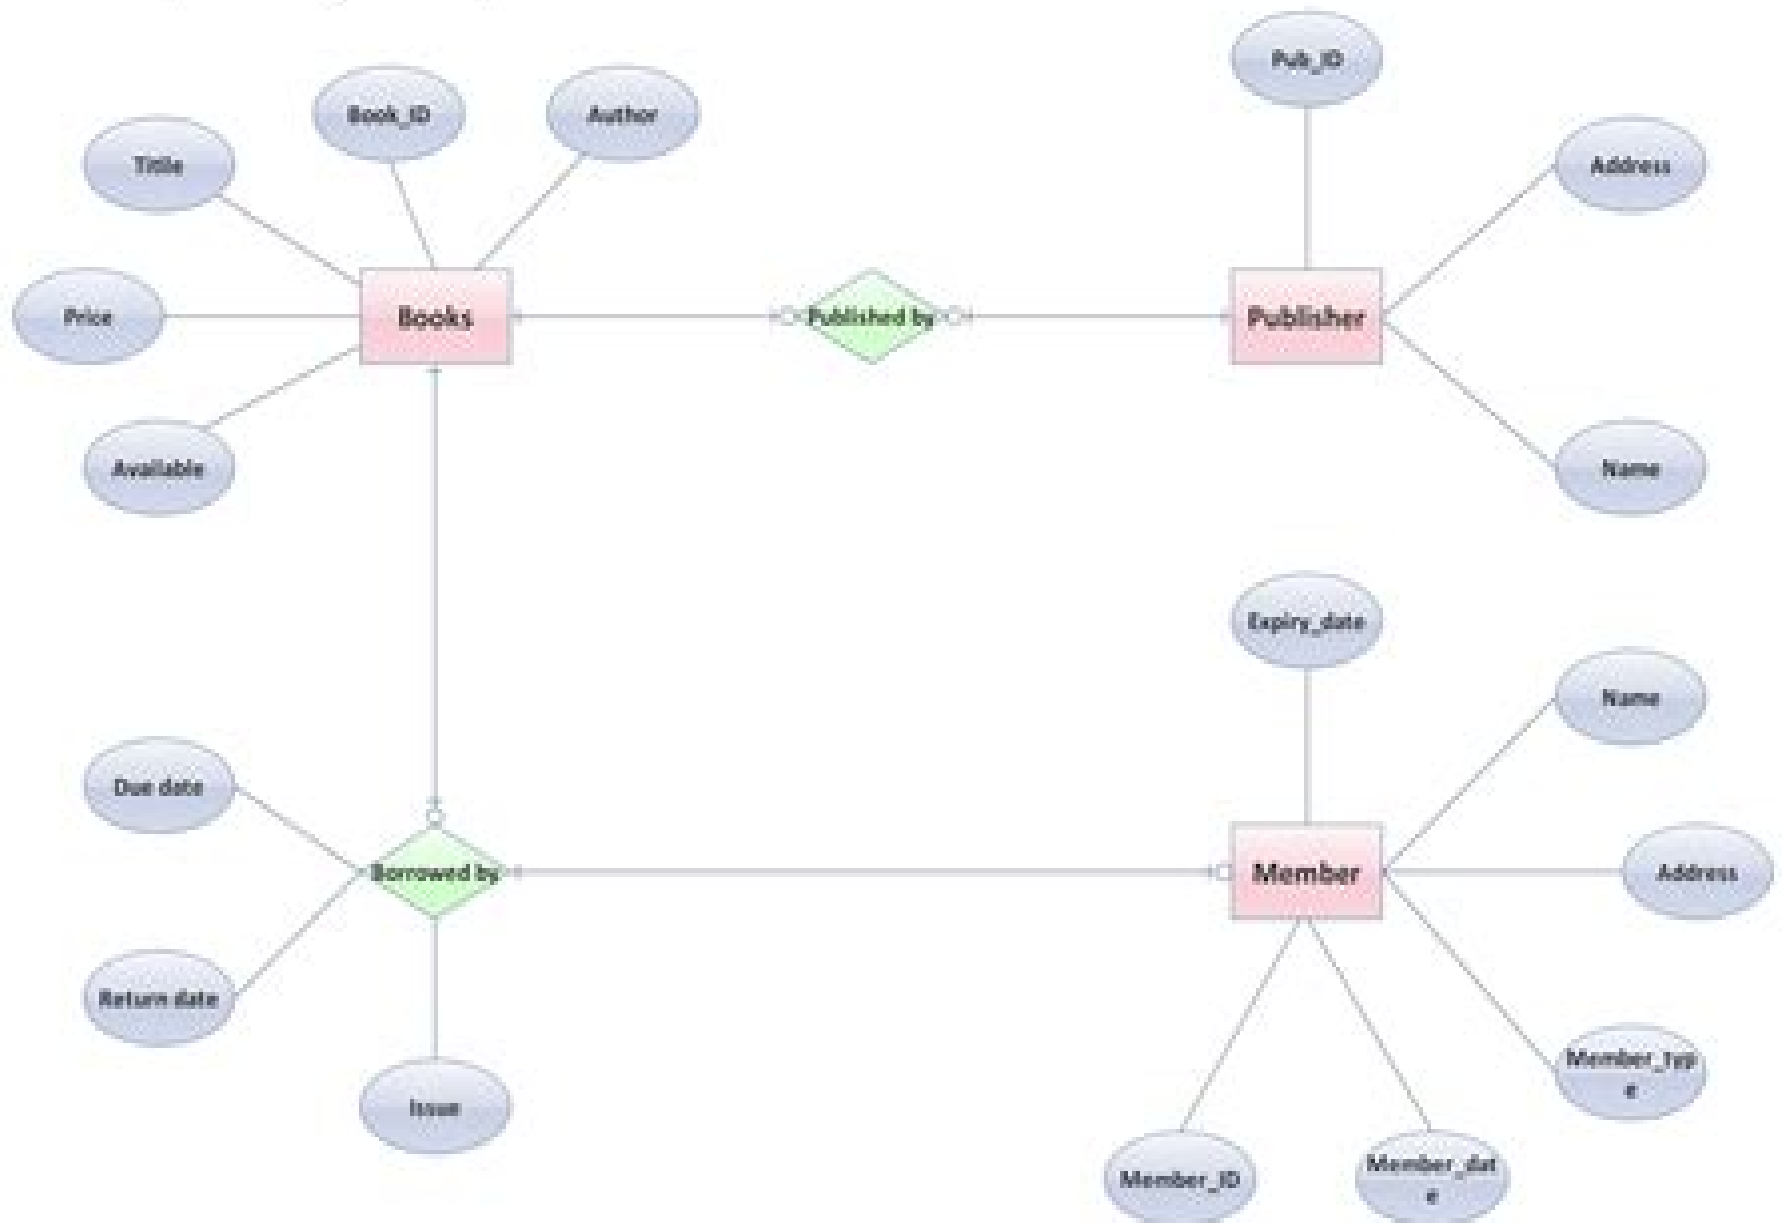 Pub_ID
Book_ID
Author
Titile
Address
Price
Books
Published by
Publisher
Available
Name
Expiry_date
Name
Due date
Borrowed by
Member
Address
Return date
Member_typ
e
Issue
Member_ID
Member_dat
e